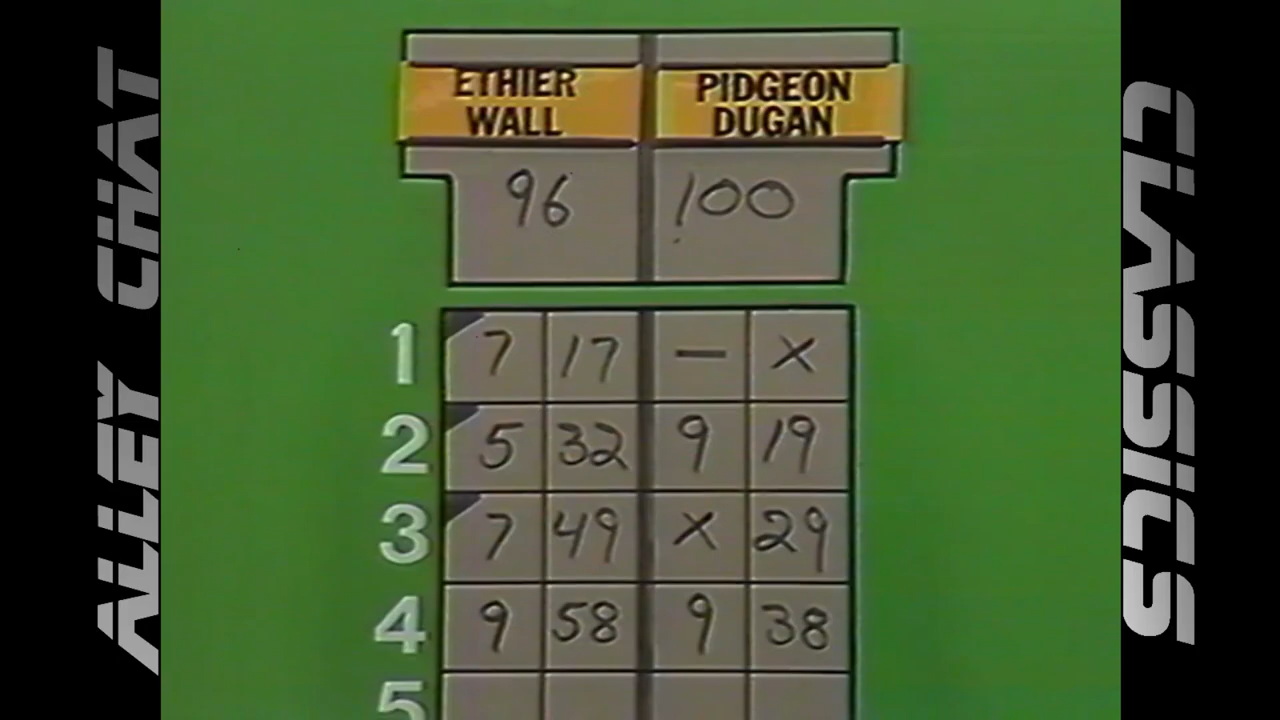 ALLEY CHAT
ETHIER PIDGEON
WALL DUGAN
96 100
1 7 17 — X
2 5 32 9 19
3 7 49 X 29
4 9 58 9 38
5
CLASSICS